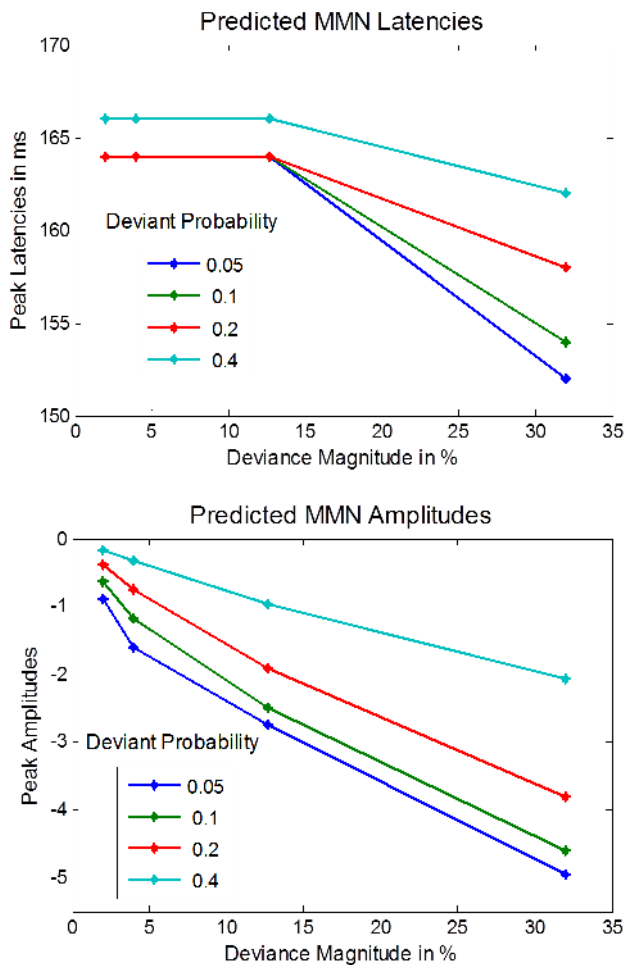 Predicted MMN Latencies
170
165
160
155
150
Peak Latencies in ms
Deviant Probability
0.05
0.1
0.2
0.4
0 5 10 15 20 25 30 35
Deviance Magnitude in %
Predicted MMN Amplitudes
-0
-1
-2
-3
-4
-5
Peak Amplitudes
Deviant Probability
0.05
0.1
0.2
0.4
0 5 10 15 20 25 30 35
Deviance Magnitude in %